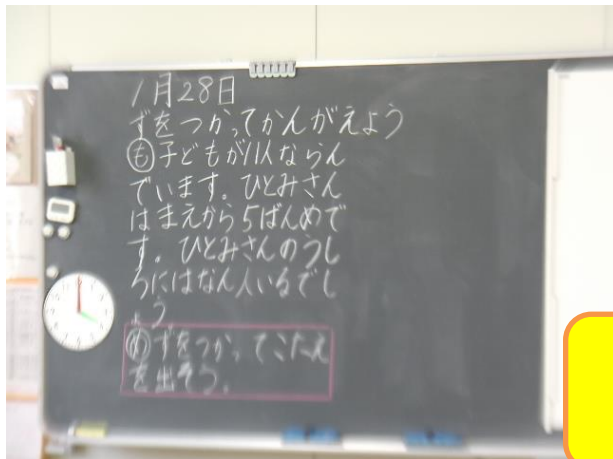 1月28日
ずをつかってかんがえよう
も 子どもが11人ならん
でいます。ひとみさん
はまえから5ばんめで
す。ひとみさんのうし
ろにはなん人いるでし
ょう。
め ずをつかってこたえ
を出そう。